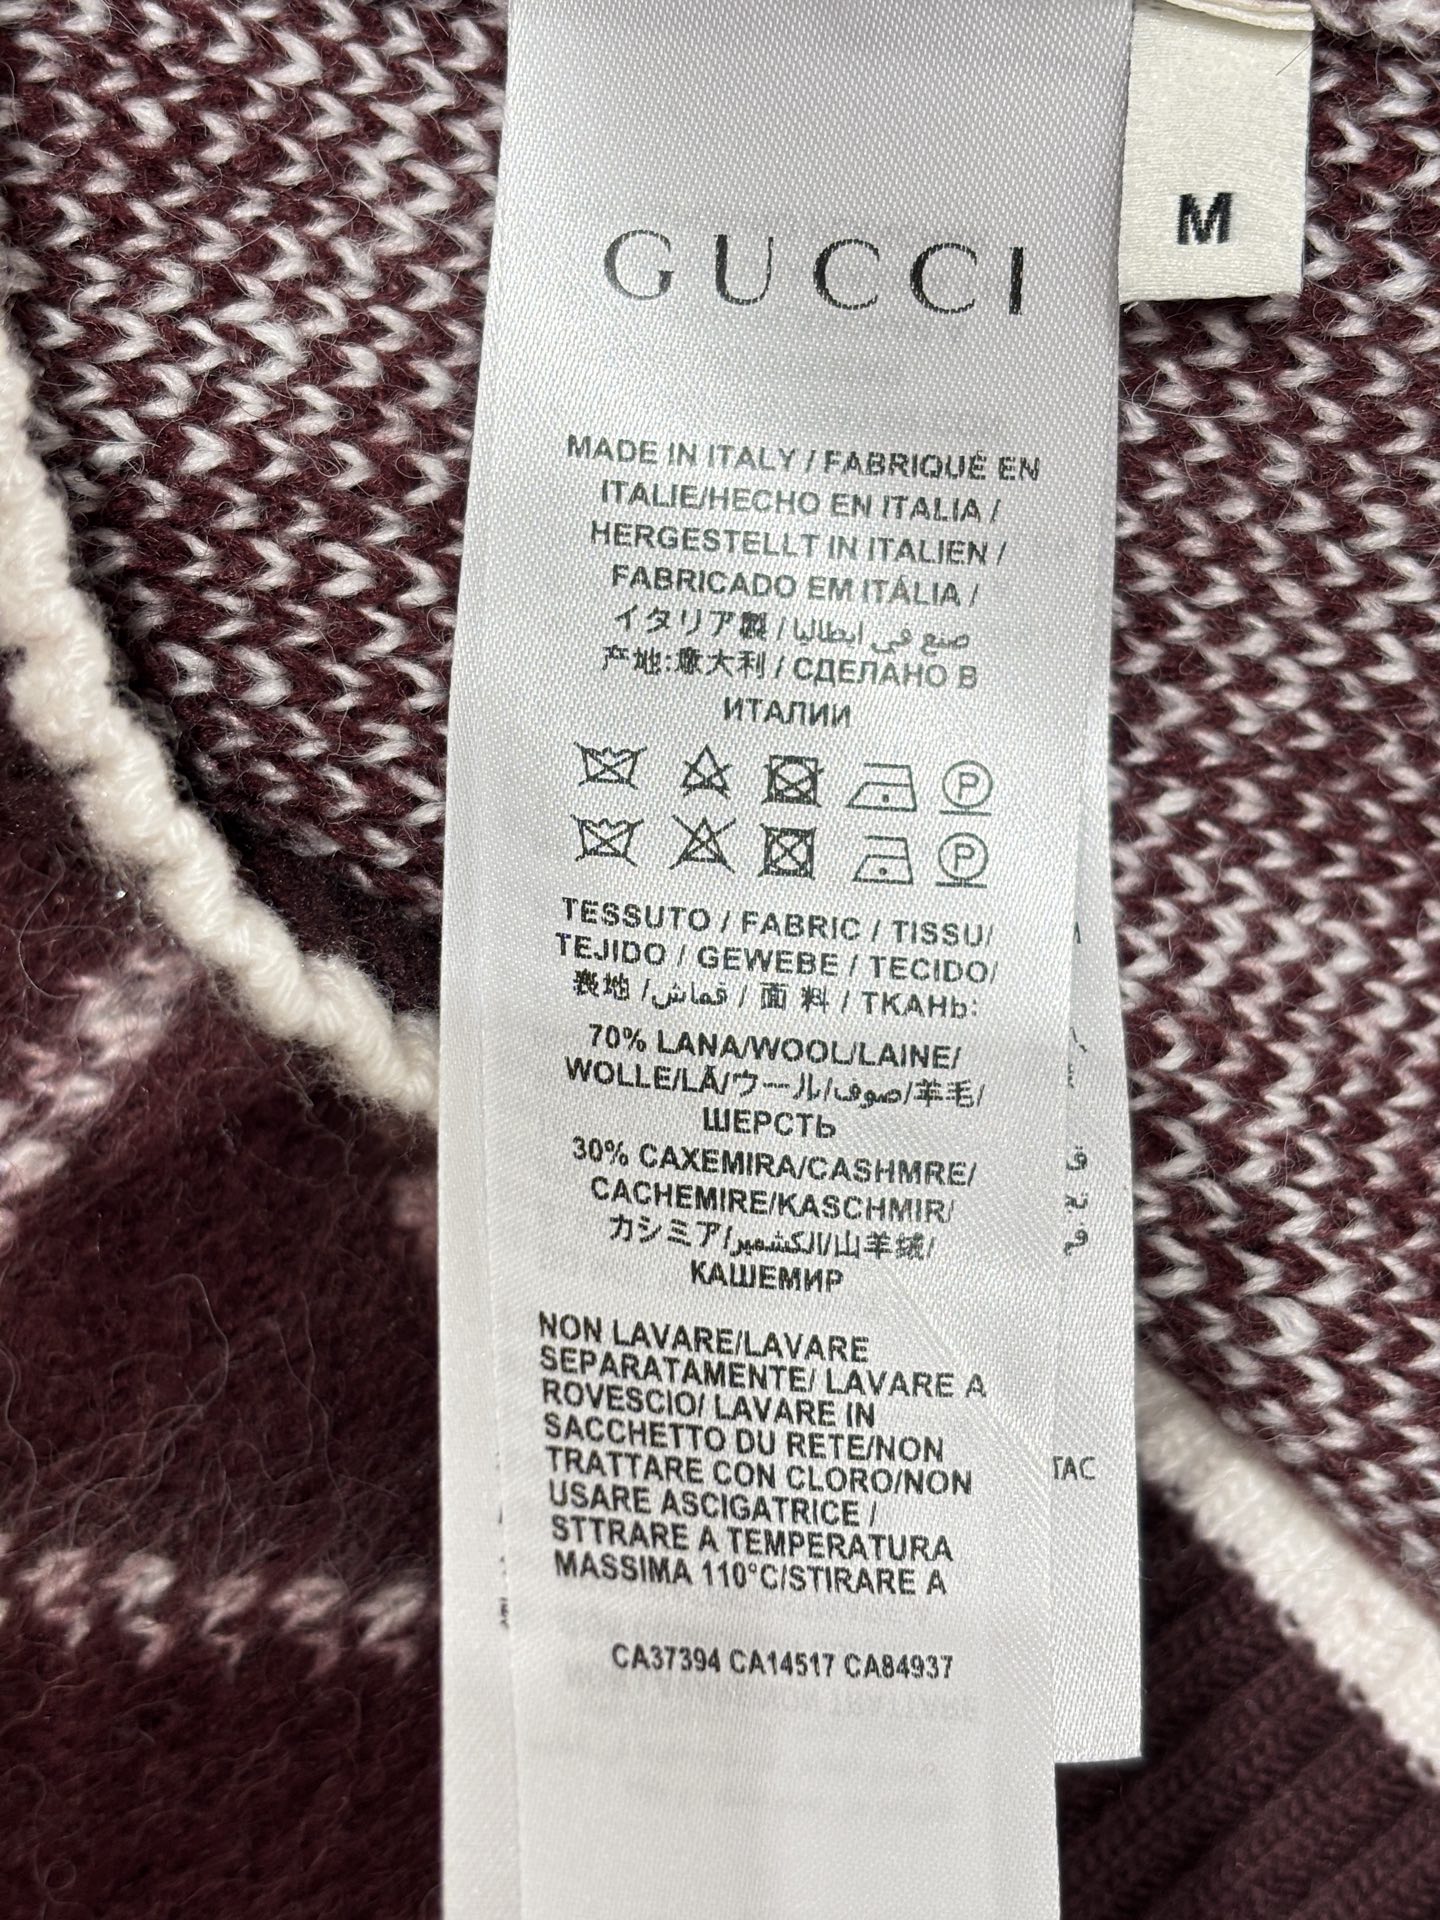 M
GUCCI
MADE IN ITALY / FABRIQUÉ EN
ITALIE/HECHO EN ITALIA /
HERGESTELLT IN ITALIEN /
FABRICADO EM ITÁLIA /
イタリア製 / صنع في ايطاليا
产地:意大利 / СДЕЛАНО В
ИТАЛИИ
P
P
TESSUTO / FABRIC / TISSU/
TEJIDO / GEWEBE / TECIDO/
表地 / قماش / 面 料 / ТКАНЬ:
70% LANA/WOOL/LAINE/
WOLLE/LÃ/ウール/صوف/羊毛/
ШЕРСТЬ
30% CAXEMIRA/CASHMRE/
CACHEMIRE/KASCHMIR/
カシミア/الكشمير/山羊绒/
КАШЕМИР
NON LAVARE/LAVARE
SEPARATAMENTE/ LAVARE A
ROVESCIO/ LAVARE IN
SACCHETTO DU RETE/NON
TRATTARE CON CLORO/NON
USARE ASCIGATRICE /
STTRARE A TEMPERATURA
MASSIMA 110°C/STIRARE A
CA37394 CA14517 CA84937
TAC